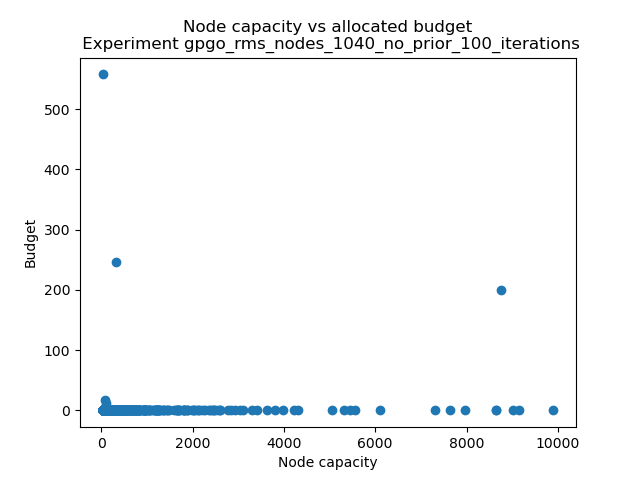 Node capacity vs allocated budget
Experiment gpgo_rms_nodes_1040_no_prior_100_iterations
500
400
300
200
100
0
Budget
0 2000 4000 6000 8000 10000
Node capacity